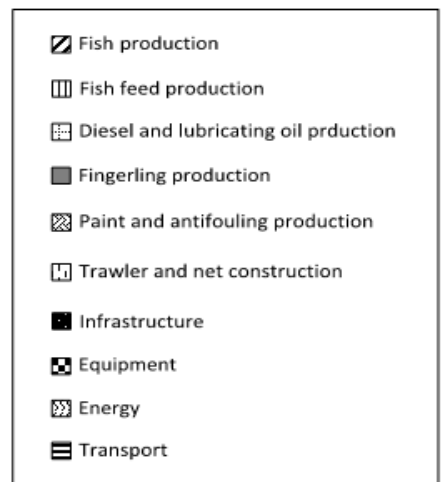 Fish production
Fish feed production
Diesel and lubricating oil prduction
Fingerling production
Paint and antifouling production
Trawler and net construction
Infrastructure
Equipment
Energy
Transport